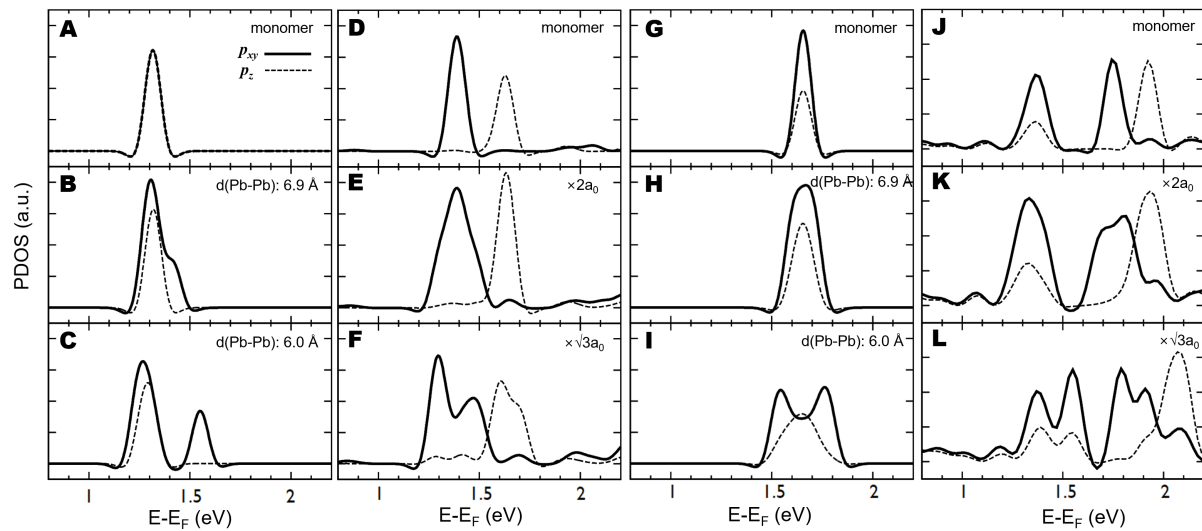 A
monomer
p_xy
p_z
D
monomer
G
monomer
J
monomer
B
d(Pb-Pb): 6.9 Å
E
×2a₀
H
d(Pb-Pb): 6.9 Å
K
×2a₀
C
d(Pb-Pb): 6.0 Å
F
×√3a₀
I
d(Pb-Pb): 6.0 Å
L
×√3a₀
PDOS (a.u.)
1 1.5 2
1 1.5 2
1 1.5 2
1 1.5 2
E-E_F (eV)
E-E_F (eV)
E-E_F (eV)
E-E_F (eV)